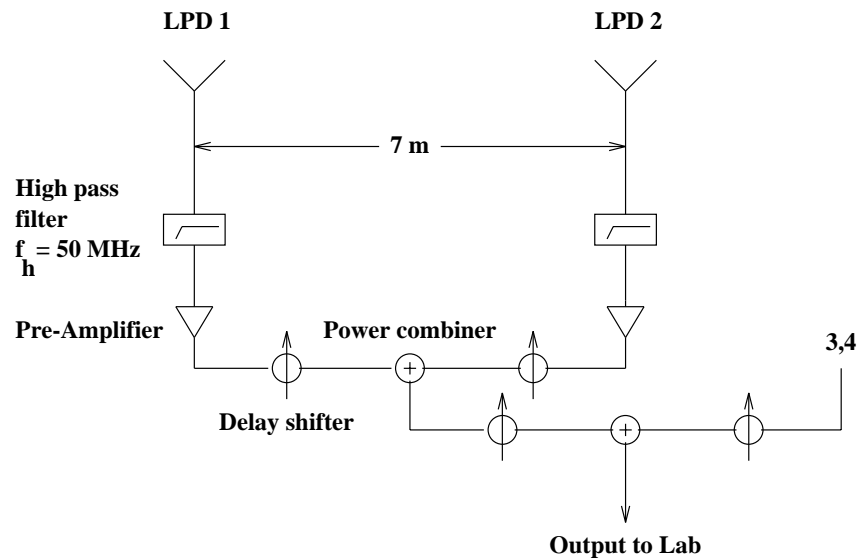 LPD 1
LPD 2
7 m
High pass
filter
f = 50 MHz
h
Pre-Amplifier
Power combiner
3,4
+
Delay shifter
+
Output to Lab